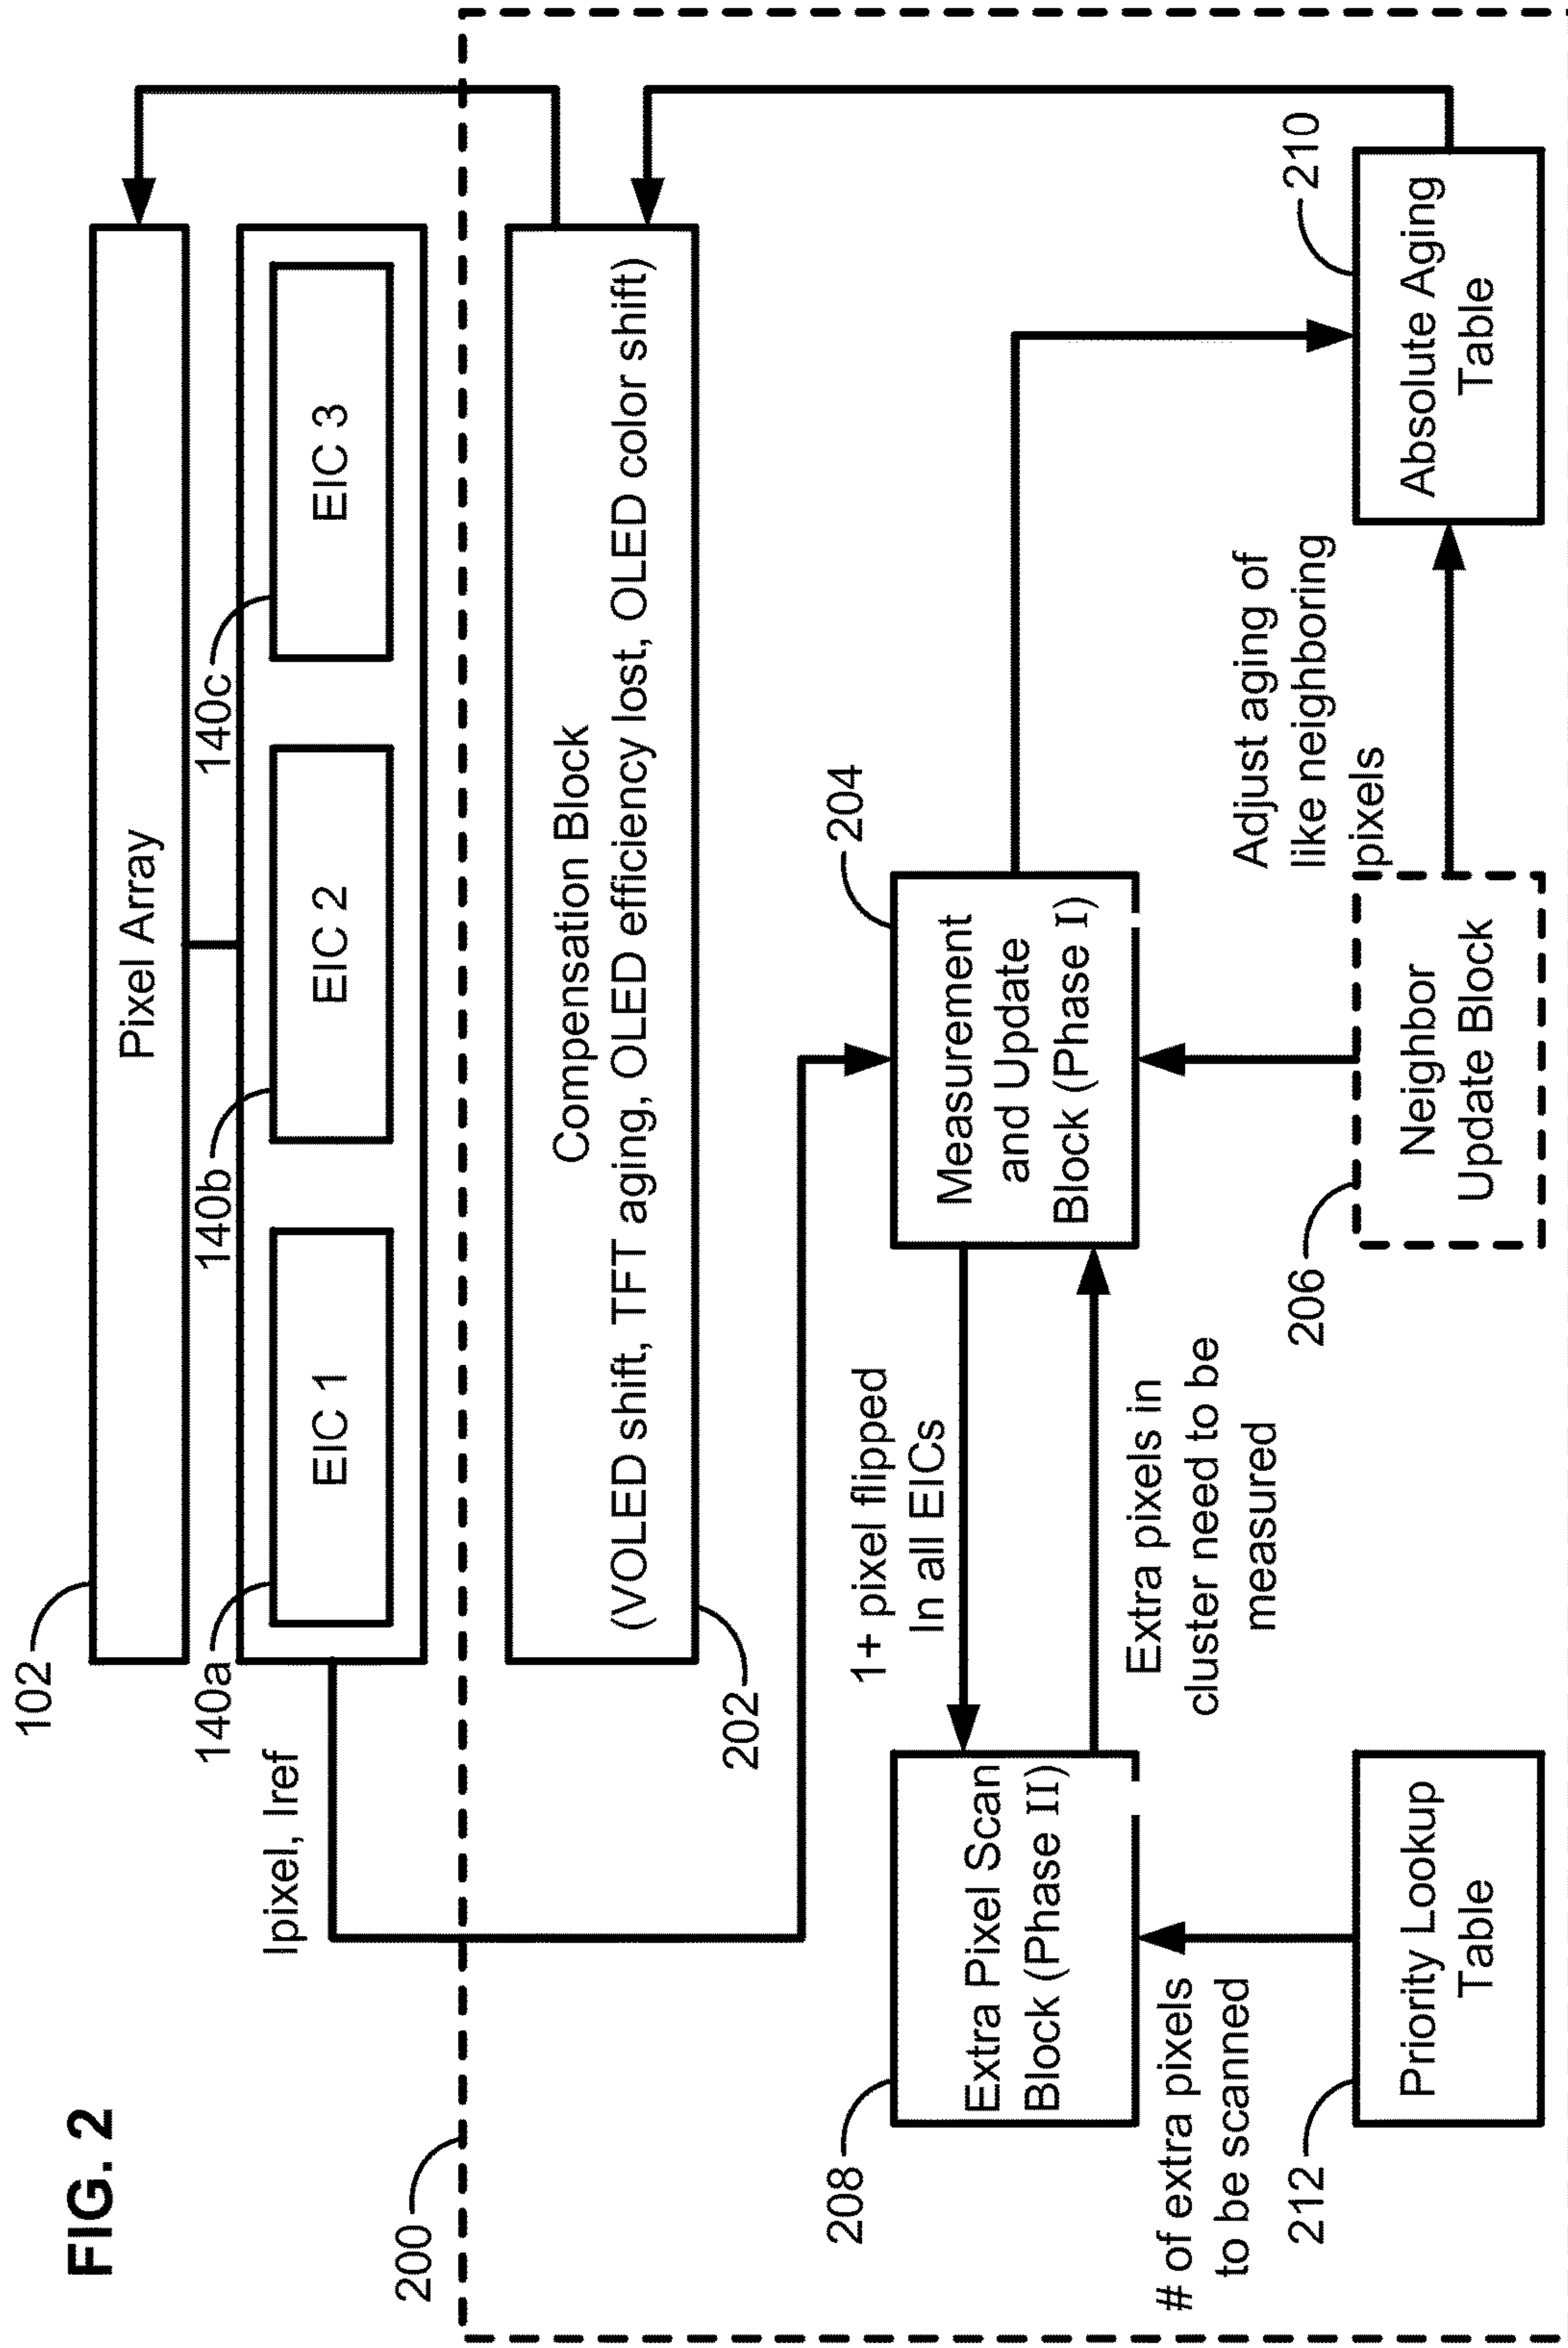 FIG. 2
102
Pixel Array
140a
EIC 1
140b
EIC 2
140c
EIC 3
Ipixel, Iref
200
Compensation Block
(VOLED shift, TFT aging, OLED efficiency lost, OLED color shift)
202
208
Extra Pixel Scan
Block (Phase II)
1+ pixel flipped
In all EICs
Extra pixels in
cluster need to be
measured
204
Measurement
and Update
Block (Phase I)
# of extra pixels
to be scanned
212
Priority Lookup
Table
206
Neighbor
Update Block
Adjust aging of
like neighboring
pixels
210
Absolute Aging
Table